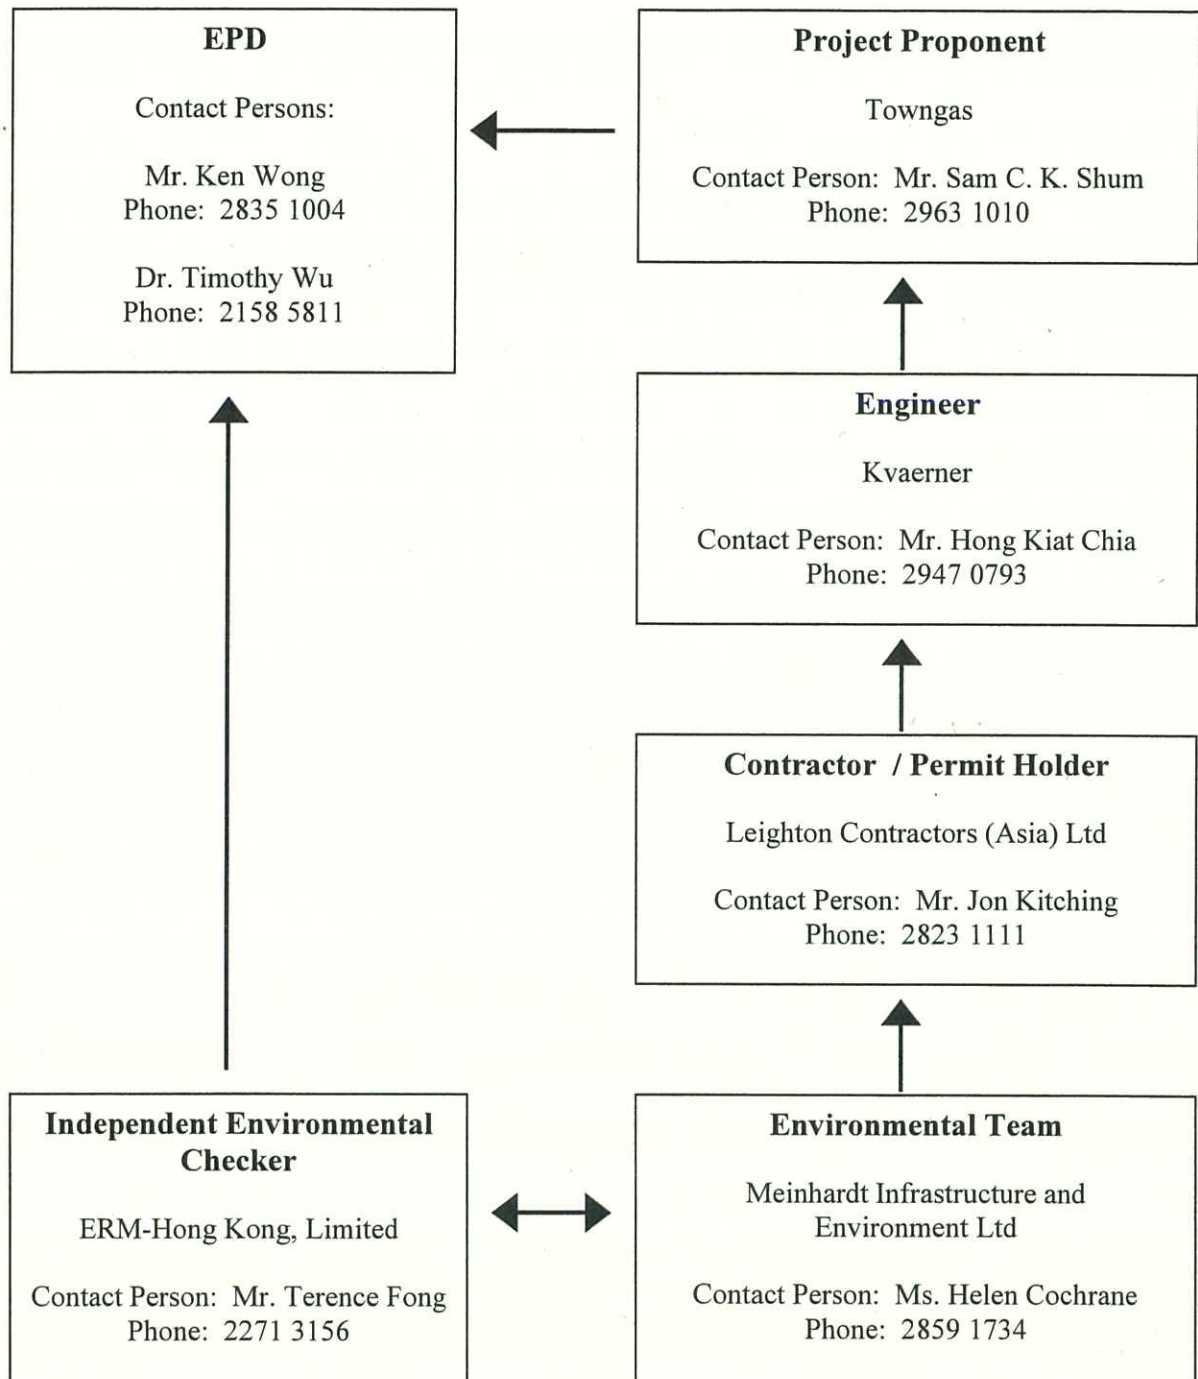 EPD
Contact Persons:
Mr. Ken Wong
Phone: 2835 1004
Dr. Timothy Wu
Phone: 2158 5811
Project Proponent
Towngas
Contact Person: Mr. Sam C. K. Shum
Phone: 2963 1010
Engineer
Kvaerner
Contact Person: Mr. Hong Kiat Chia
Phone: 2947 0793
Contractor / Permit Holder
Leighton Contractors (Asia) Ltd
Contact Person: Mr. Jon Kitching
Phone: 2823 1111
Independent Environmental
Checker
ERM-Hong Kong, Limited
Contact Person: Mr. Terence Fong
Phone: 2271 3156
Environmental Team
Meinhardt Infrastructure and
Environment Ltd
Contact Person: Ms. Helen Cochrane
Phone: 2859 1734